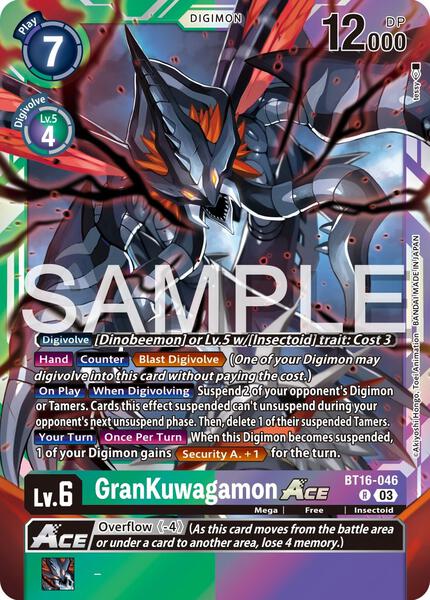 DIGIMON
Play
7
DP
12000
Digivolve
Lv.5
4
tessy
SAMPLE
©Akiyoshi Hongo, Toei Animation BANDAI MADE IN JAPAN
Digivolve [Dinobeemon] or Lv.5 w/[Insectoid] trait: Cost 3
Hand Counter Blast Digivolve (One of your Digimon may
digivolve into this card without paying the cost.)
On Play When Digivolving Suspend 2 of your opponent's Digimon
or Tamers. Cards this effect suspended can't unsuspend during your
opponent's next unsuspend phase. Then, delete 1 of their suspended Tamers.
Your Turn Once Per Turn When this Digimon becomes suspended,
1 of your Digimon gains Security A. +1 for the turn.
BT16-046
Lv.6 GranKuwagamon ACE R 03
Mega Free Insectoid
ACE Overflow《-4》 (As this card moves from the battle area
or under a card to another area, lose 4 memory.)
–